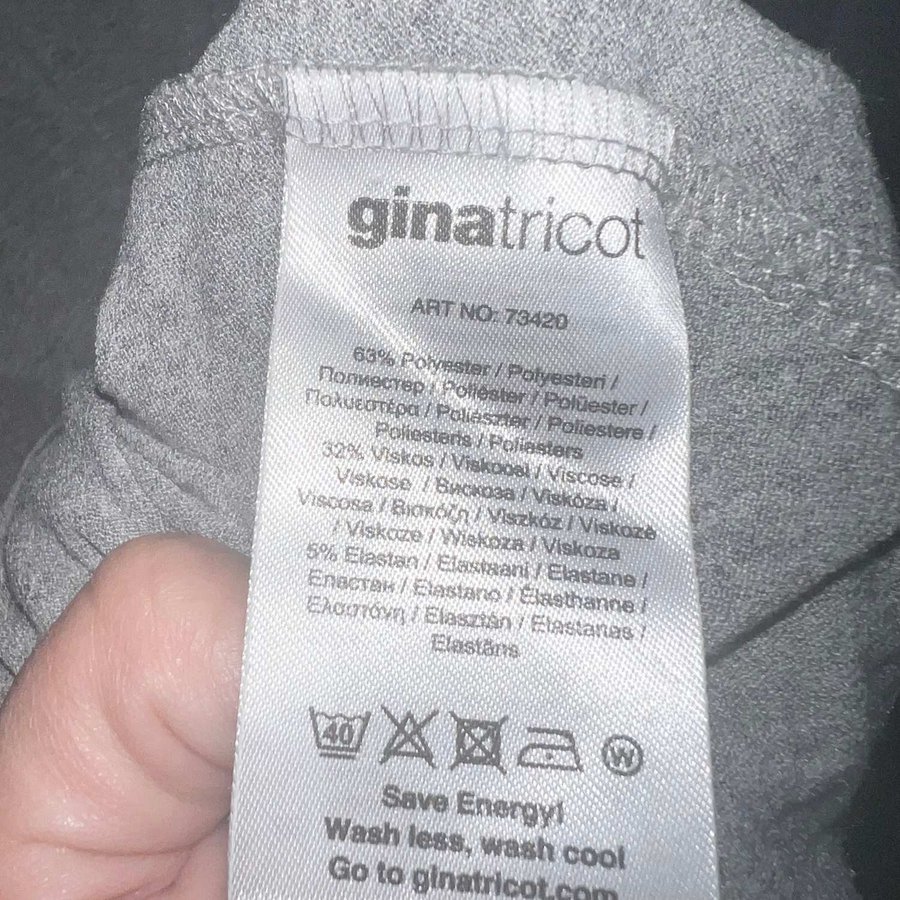 ginatricot
ART NO: 73420
63% Polyester / Polyesteri /
Полиестер / Poliester / Polüester /
Πολυεστέρα / Poliészter / Poliestere /
Poliesteris / Poliesters
32% Viskos / Viskoosi / Viscose /
Viskose / Вискоза / Viskóza /
Viscosa / Βισκόζη / Viszkóz / Viskozė
/ Viskoze / Wiskoza / Viskoza
5% Elastan / Elastaani / Elastane /
Еластан / Elastano / Élasthanne /
Ελαστάνη / Elasztán / Elastanas /
Elastāns
40
W
Save Energy!
Wash less, wash cool
Go to ginatricot.com